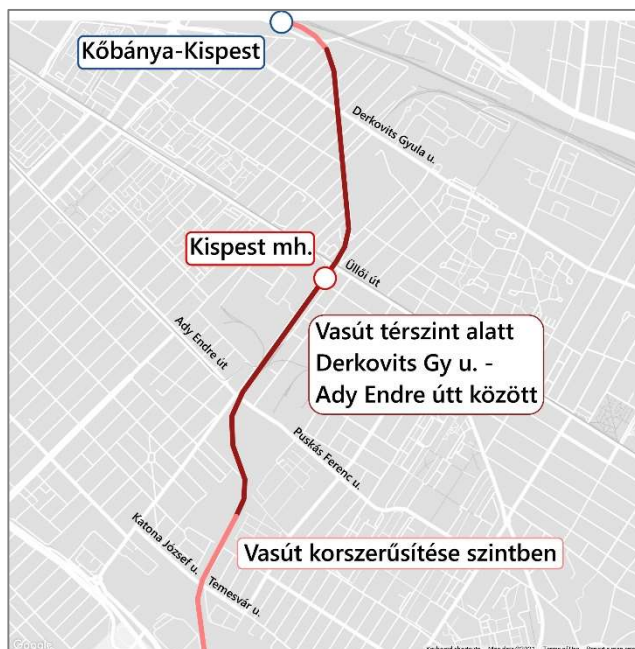 Kőbánya-Kispest
Derkovits Gyula u.
Kispest mh.
Üllői út
Ady Endre út
Vasút térszint alatt
Derkovits Gy u. -
Ady Endre útt között
Puskás Ferenc u.
Vasút korszerűsítése szintben
Katona József u.
Temesvár u.
Google